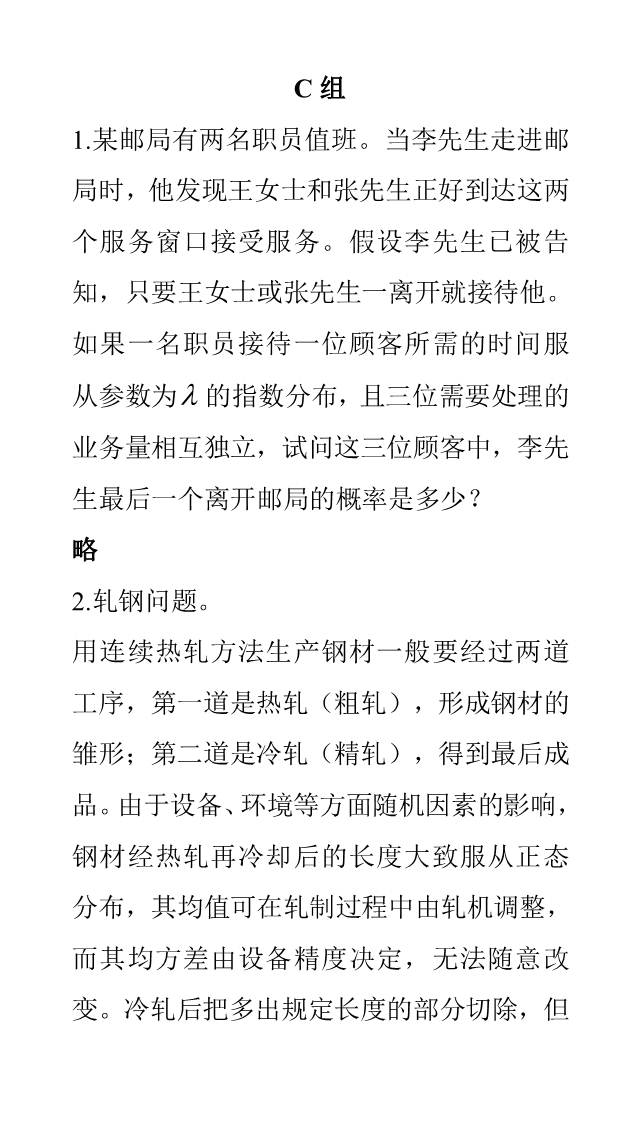 C 组
1.某邮局有两名职员值班。当李先生走进邮
局时，他发现王女士和张先生正好到达这两
个服务窗口接受服务。假设李先生已被告
知，只要王女士或张先生一离开就接待他。
如果一名职员接待一位顾客所需的时间服
从参数为λ的指数分布，且三位需要处理的
业务量相互独立，试问这三位顾客中，李先
生最后一个离开邮局的概率是多少？
略
2.轧钢问题。
用连续热轧方法生产钢材一般要经过两道
工序，第一道是热轧（粗轧），形成钢材的
雏形；第二道是冷轧（精轧），得到最后成
品。由于设备、环境等方面随机因素的影响，
钢材经热轧再冷却后的长度大致服从正态
分布，其均值可在轧制过程中由轧机调整，
而其均方差由设备精度决定，无法随意改
变。冷轧后把多出规定长度的部分切除，但